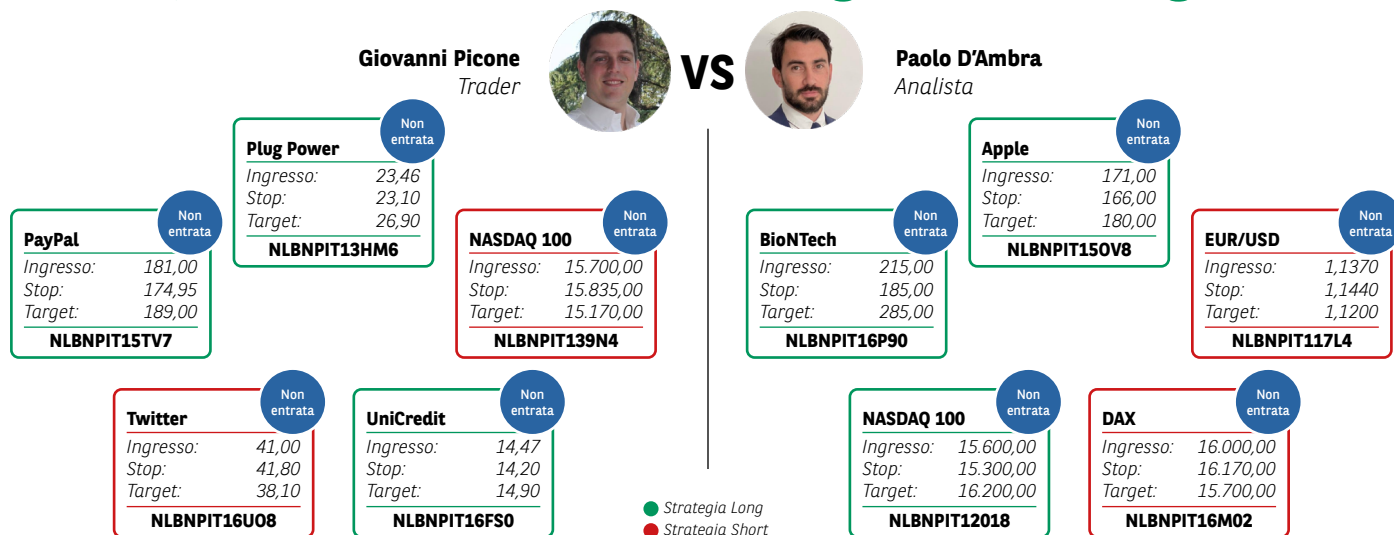 Giovanni Picone
Trader
VS
Paolo D'Ambra
Analista
Plug Power
Non entrata
Ingresso: 23,46
Stop: 23,10
Target: 26,90
NLBNPIT13HM6
PayPal
Non entrata
Ingresso: 181,00
Stop: 174,95
Target: 189,00
NLBNPIT15TV7
NASDAQ 100
Non entrata
Ingresso: 15.700,00
Stop: 15.835,00
Target: 15.170,00
NLBNPIT139N4
Twitter
Non entrata
Ingresso: 41,00
Stop: 41,80
Target: 38,10
NLBNPIT16UO8
UniCredit
Non entrata
Ingresso: 14,47
Stop: 14,20
Target: 14,90
NLBNPIT16FS0
Apple
Non entrata
Ingresso: 171,00
Stop: 166,00
Target: 180,00
NLBNPIT15OV8
BioNTech
Non entrata
Ingresso: 215,00
Stop: 185,00
Target: 285,00
NLBNPIT16P90
EUR/USD
Non entrata
Ingresso: 1,1370
Stop: 1,1440
Target: 1,1200
NLBNPIT117L4
NASDAQ 100
Non entrata
Ingresso: 15.600,00
Stop: 15.300,00
Target: 16.200,00
NLBNPIT12018
DAX
Non entrata
Ingresso: 16.000,00
Stop: 16.170,00
Target: 15.700,00
NLBNPIT16M02
Strategia Long
Strategia Short